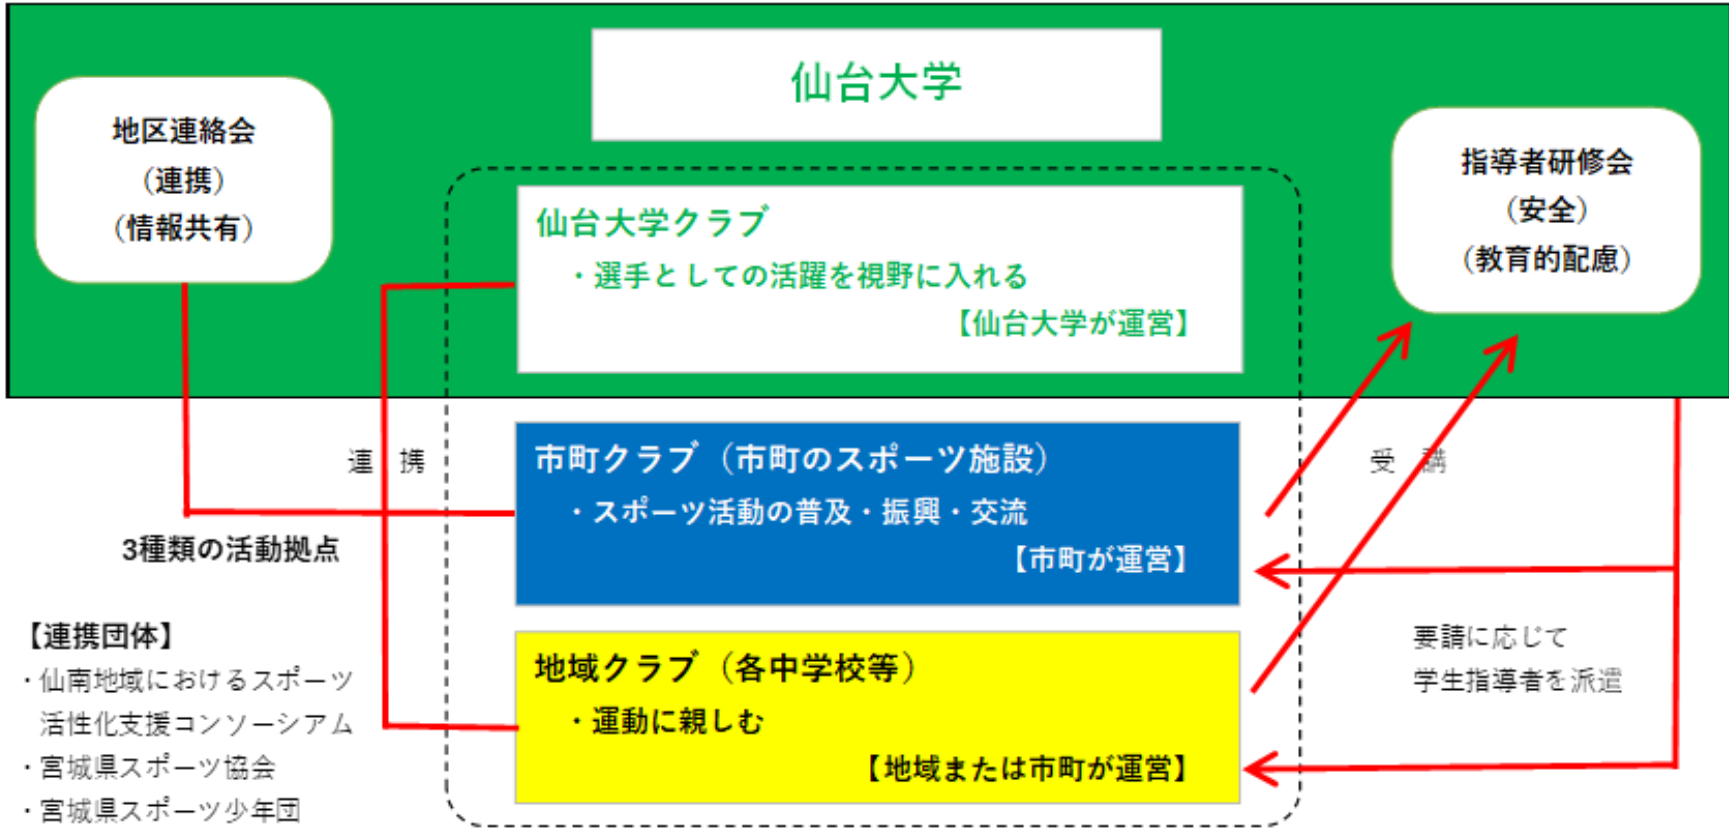 仙台大学
地区連絡会
（連携）
（情報共有）
指導者研修会
（安全）
（教育的配慮）
仙台大学クラブ
・選手としての活躍を視野に入れる
【仙台大学が運営】
連 携
受 講
市町クラブ（市町のスポーツ施設）
・スポーツ活動の普及・振興・交流
【市町が運営】
3種類の活動拠点
地域クラブ（各中学校等）
・運動に親しむ
【地域または市町が運営】
要請に応じて
学生指導者を派遣
【連携団体】
・仙南地域におけるスポーツ
活性化支援コンソーシアム
・宮城県スポーツ協会
・宮城県スポーツ少年団